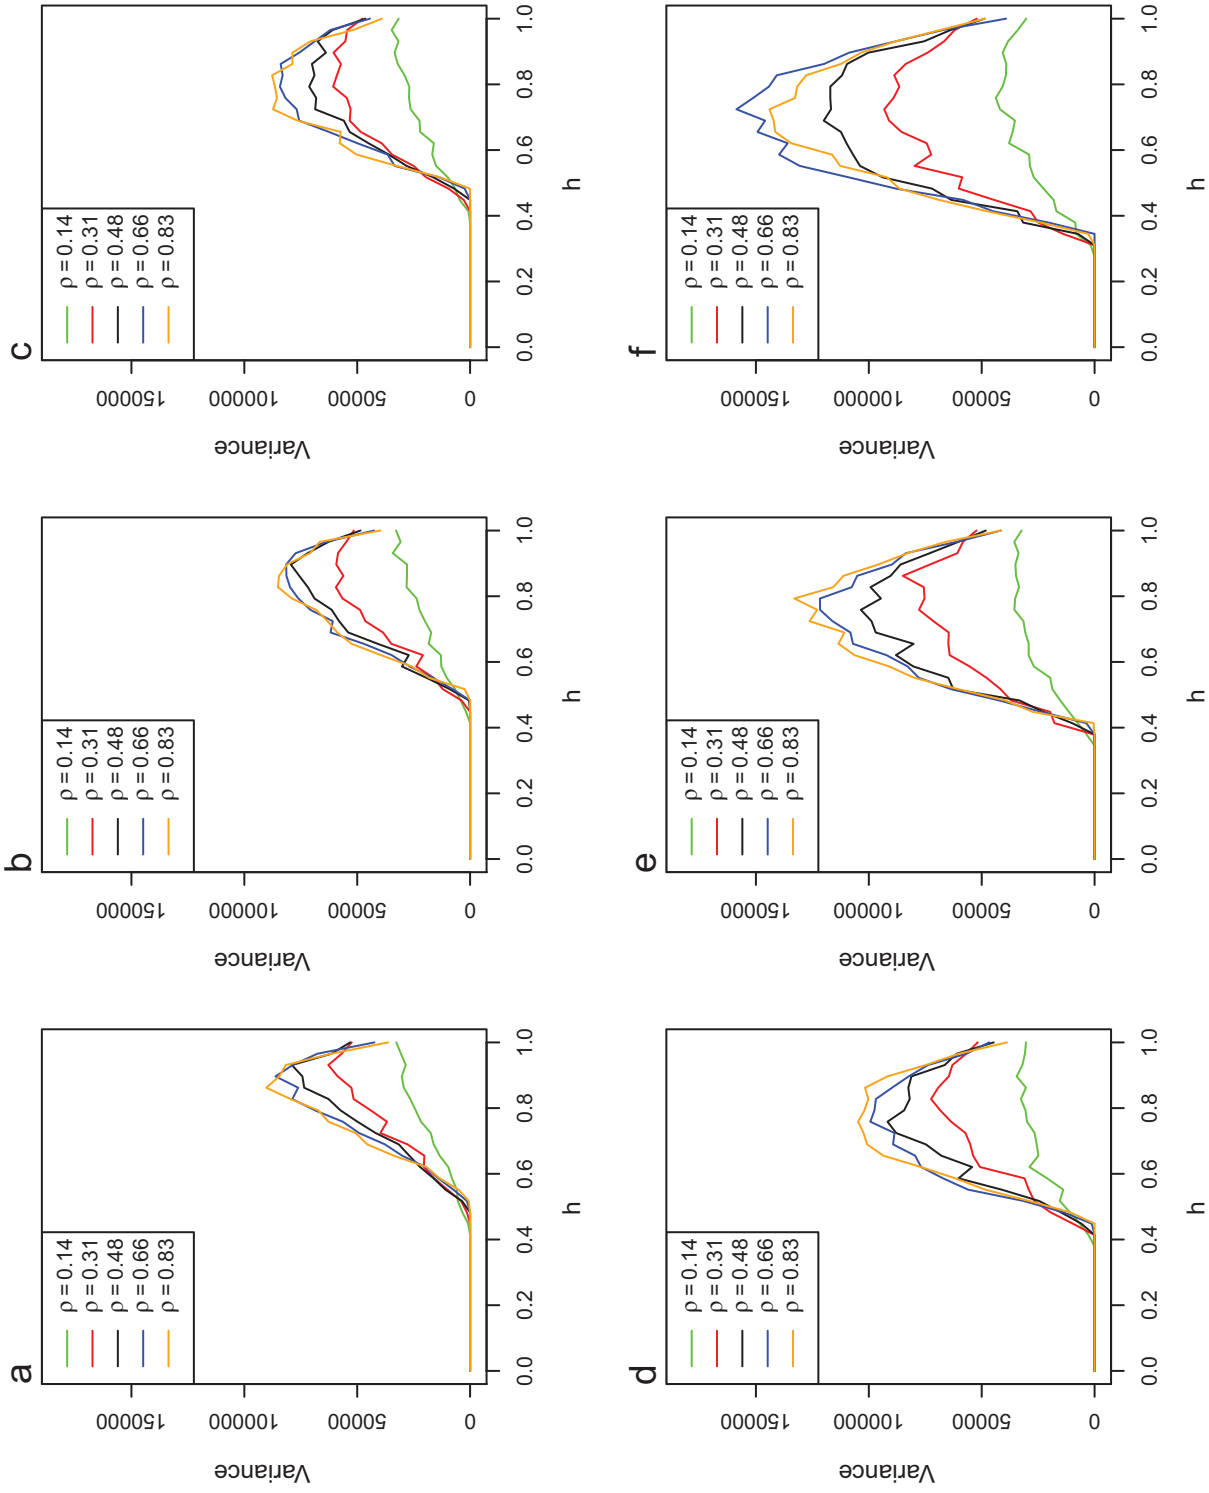 a
ρ = 0.14
ρ = 0.31
ρ = 0.48
ρ = 0.66
ρ = 0.83
Variance
0
50000
100000
150000
0.0
0.2
0.4
0.6
0.8
1.0
h
b
ρ = 0.14
ρ = 0.31
ρ = 0.48
ρ = 0.66
ρ = 0.83
Variance
0
50000
100000
150000
0.0
0.2
0.4
0.6
0.8
1.0
h
c
ρ = 0.14
ρ = 0.31
ρ = 0.48
ρ = 0.66
ρ = 0.83
Variance
0
50000
100000
150000
0.0
0.2
0.4
0.6
0.8
1.0
h
d
ρ = 0.14
ρ = 0.31
ρ = 0.48
ρ = 0.66
ρ = 0.83
Variance
0
50000
100000
150000
0.0
0.2
0.4
0.6
0.8
1.0
h
e
ρ = 0.14
ρ = 0.31
ρ = 0.48
ρ = 0.66
ρ = 0.83
Variance
0
50000
100000
150000
0.0
0.2
0.4
0.6
0.8
1.0
h
f
ρ = 0.14
ρ = 0.31
ρ = 0.48
ρ = 0.66
ρ = 0.83
Variance
0
50000
100000
150000
0.0
0.2
0.4
0.6
0.8
1.0
h